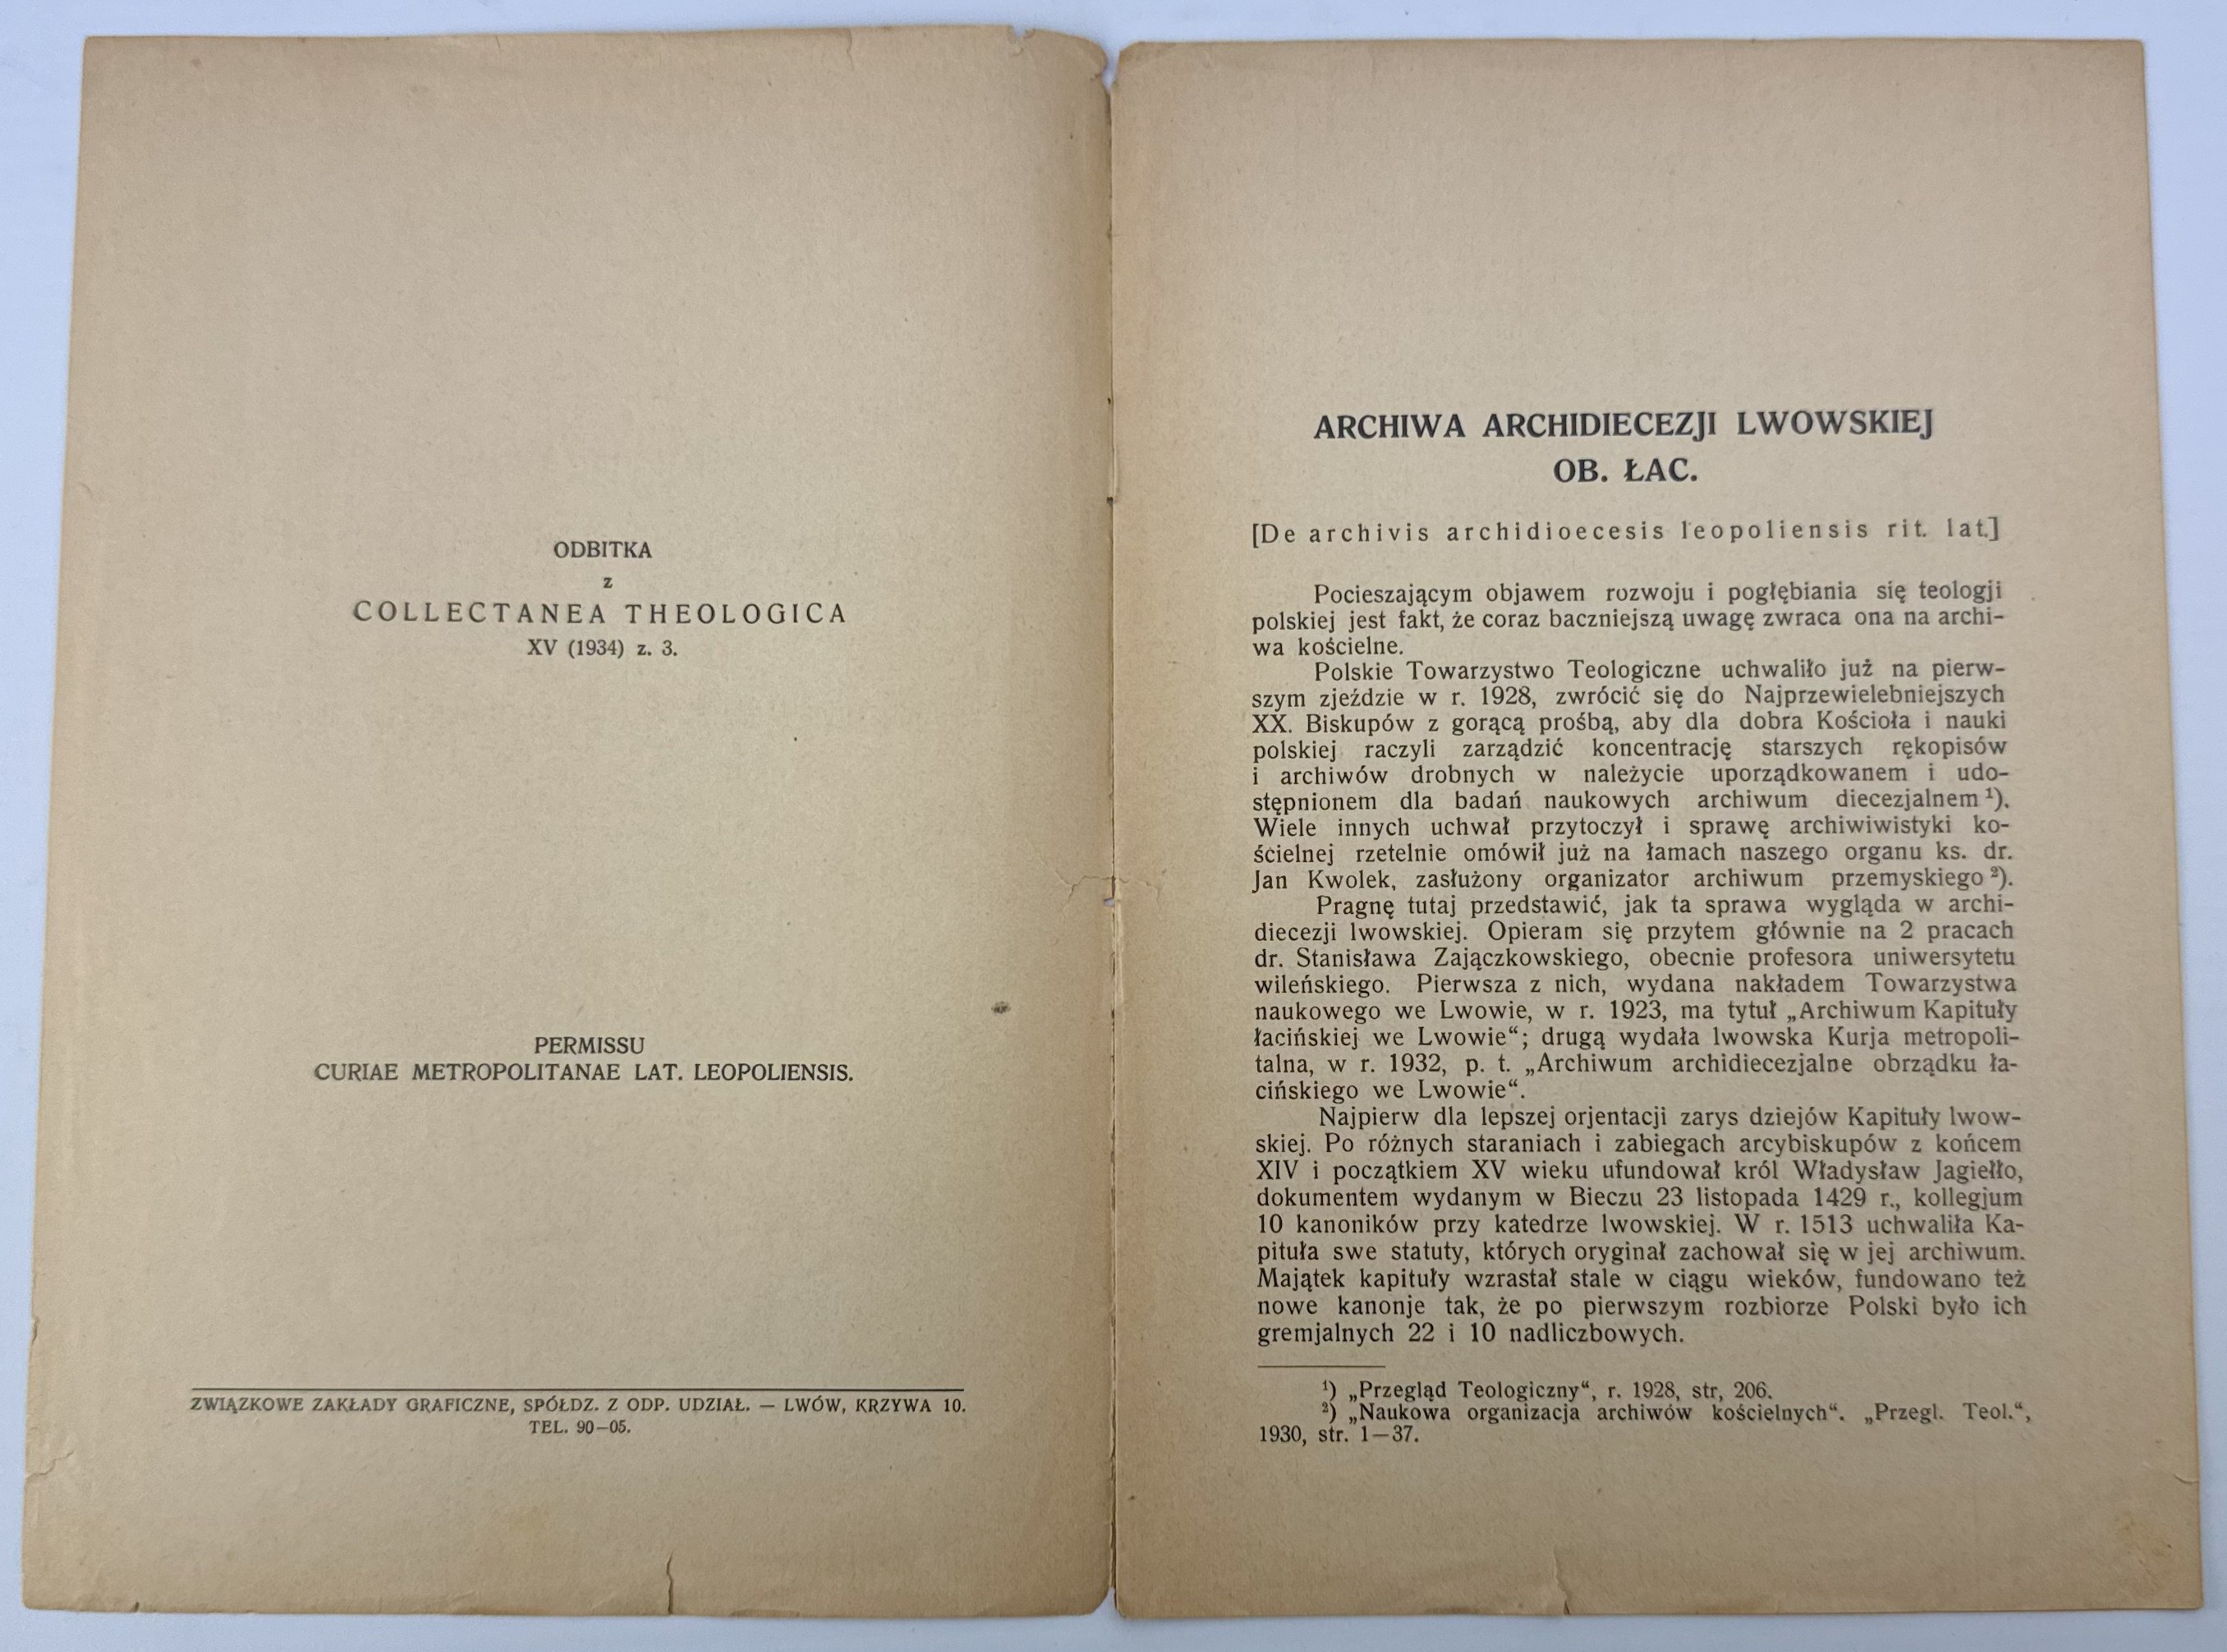 ODBITKA
z
COLLECTANEA THEOLOGICA
XV (1934) z. 3.
PERMISSU
CURIAE METROPOLITANAE LAT. LEOPOLIENSIS.
ZWIĄZKOWE ZAKŁADY GRAFICZNE, SPÓŁDZ. Z ODP. UDZIAŁ. — LWÓW, KRZYWA 10.
TEL. 90—05.
ARCHIWA ARCHIDIECEZJI LWOWSKIEJ
OB. ŁAC.
[De archivis archidioecesis leopoliensis rit. lat.]
Pocieszającym objawem rozwoju i pogłębiania się teologji
polskiej jest fakt, że coraz baczniejszą uwagę zwraca ona na archi-
wa kościelne.
Polskie Towarzystwo Teologiczne uchwaliło już na pierw-
szym zjeździe w r. 1928, zwrócić się do Najprzewielebniejszych
XX. Biskupów z gorącą prośbą, aby dla dobra Kościoła i nauki
polskiej raczyli zarządzić koncentrację starszych rękopisów
i archiwów drobnych w należycie uporządkowanem i udo-
stępnionem dla badań naukowych archiwum diecezjalnem ¹).
Wiele innych uchwał przytoczył i sprawę archiwiwistyki ko-
ścielnej rzetelnie omówił już na łamach naszego organu ks. dr.
Jan Kwolek, zasłużony organizator archiwum przemyskiego ²).
Pragnę tutaj przedstawić, jak ta sprawa wygląda w archi-
diecezji lwowskiej. Opieram się przytem głównie na 2 pracach
dr. Stanisława Zajączkowskiego, obecnie profesora uniwersytetu
wileńskiego. Pierwsza z nich, wydana nakładem Towarzystwa
naukowego we Lwowie, w r. 1923, ma tytuł „Archiwum Kapituły
łacińskiej we Lwowie“; drugą wydała lwowska Kurja metropoli-
talna, w r. 1932, p. t. „Archiwum archidiecezjalne obrządku ła-
cińskiego we Lwowie“.
Najpierw dla lepszej orjentacji zarys dziejów Kapituły lwow-
skiej. Po różnych staraniach i zabiegach arcybiskupów z końcem
XIV i początkiem XV wieku ufundował król Władysław Jagiełło,
dokumentem wydanym w Bieczu 23 listopada 1429 r., kollegjum
10 kanoników przy katedrze lwowskiej. W r. 1513 uchwaliła Ka-
pituła swe statuty, których oryginał zachował się w jej archiwum.
Majątek kapituły wzrastał stale w ciągu wieków, fundowano też
nowe kanonje tak, że po pierwszym rozbiorze Polski było ich
gremjalnych 22 i 10 nadliczbowych.
¹) „Przegląd Teologiczny“, r. 1928, str, 206.
²) „Naukowa organizacja archiwów kościelnych“. „Przegl. Teol.“,
1930, str. 1—37.